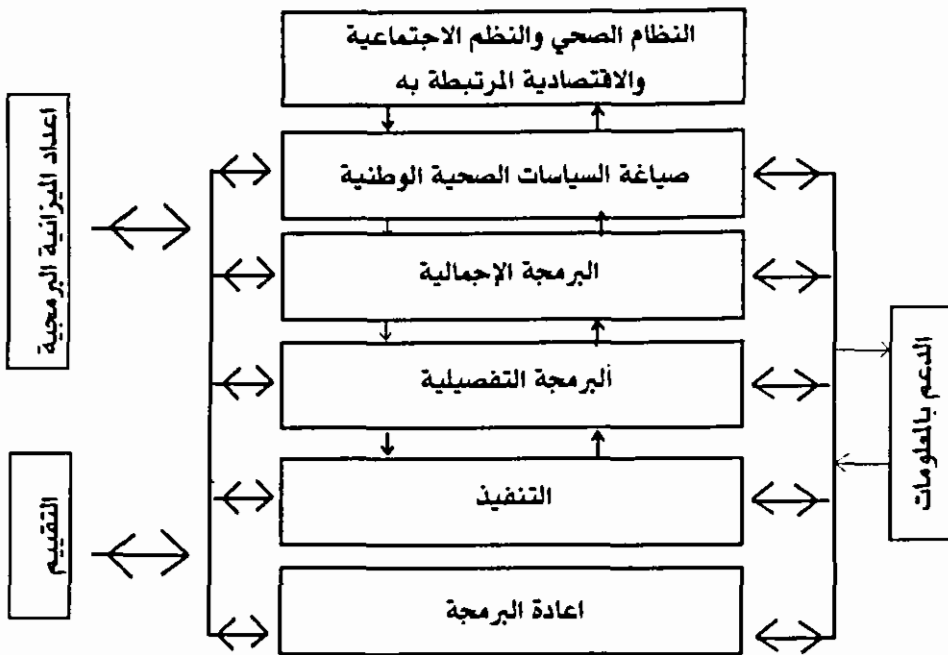 النظام الصحي والنظم الاجتماعية
والاقتصادية المرتبطة به
صياغة السياسات الصحية الوطنية
البرمجة الإجمالية
ألبرمجة التفصيلية
التنفيذ
اعادة البرمجة
الدعم بالمعلومات
اعداد الميزانية البرمجية
التقييم